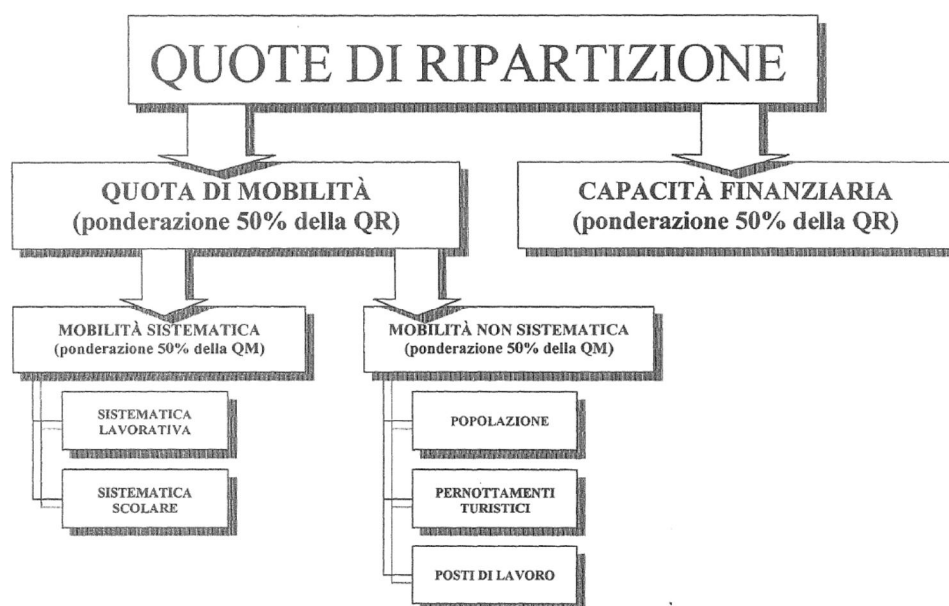 QUOTE DI RIPARTIZIONE
QUOTA DI MOBILITÀ
(ponderazione 50% della QR)
CAPACITÀ FINANZIARIA
(ponderazione 50% della QR)
MOBILITÀ SISTEMATICA
(ponderazione 50% della QM)
MOBILITÀ NON SISTEMATICA
(ponderazione 50% della QM)
SISTEMATICA
LAVORATIVA
SISTEMATICA
SCOLARE
POPOLAZIONE
PERNOTTAMENTI
TURISTICI
POSTI DI LAVORO